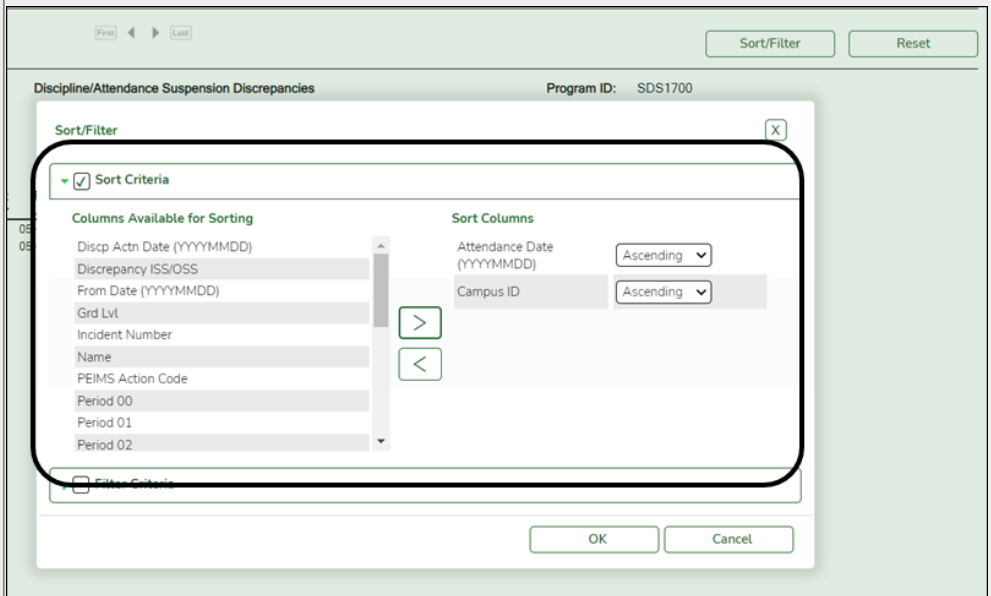 First Last
Sort/Filter Reset
Discipline/Attendance Suspension Discrepancies Program ID: SDS1700
Sort/Filter X
Sort Criteria
Columns Available for Sorting Sort Columns
Discp Actn Date (YYYYMMDD)
Discrepancy ISS/OSS
From Date (YYYYMMDD)
Grd Lvl
Incident Number
Name
PEIMS Action Code
Period 00
Period 01
Period 02
>
<
Attendance Date
(YYYYMMDD) Ascending
Campus ID Ascending
Filter Criteria
OK Cancel
05
05